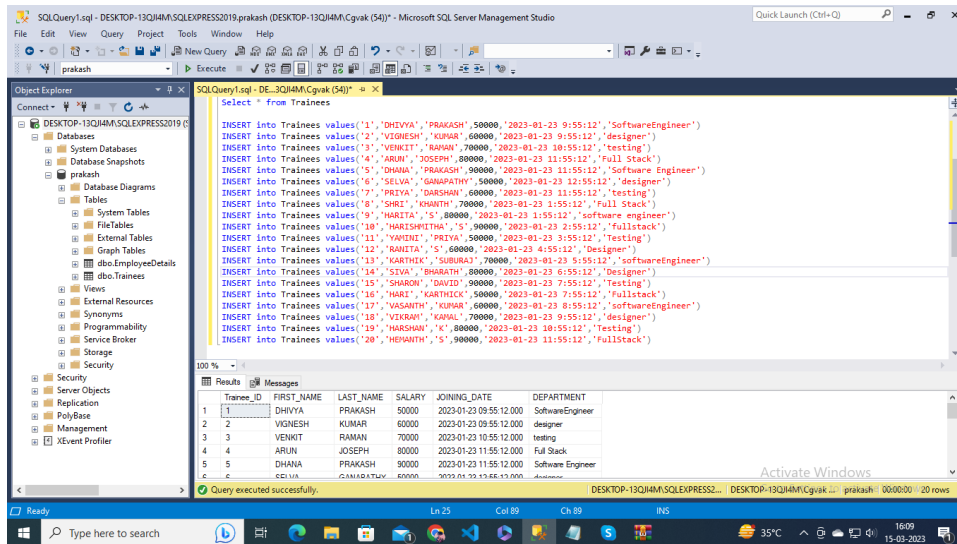 SQLQuery1.sql - DESKTOP-13QJI4M\SQLEXPRESS2019.prakash (DESKTOP-13QJI4M\Cgvak (54))* - Microsoft SQL Server Management Studio
Quick Launch (Ctrl+Q)
File Edit View Query Project Tools Window Help
New Query
prakash
Execute
Object Explorer
Connect
DESKTOP-13QJI4M\SQLEXPRESS2019 (S
Databases
System Databases
Database Snapshots
prakash
Database Diagrams
Tables
System Tables
FileTables
External Tables
Graph Tables
dbo.EmployeeDetails
dbo.Trainees
Views
External Resources
Synonyms
Programmability
Service Broker
Storage
Security
Security
Server Objects
Replication
PolyBase
Management
XEvent Profiler
SQLQuery1.sql - DE...3QJI4M\Cgvak (54))*
Select * from Trainees
INSERT into Trainees values('1','DHIVYA','PRAKASH',50000,'2023-01-23 9:55:12','SoftwareEngineer')
INSERT into Trainees values('2','VIGNESH','KUMAR',60000,'2023-01-23 9:55:12','designer')
INSERT into Trainees values('3','VENKIT','RAMAN',70000,'2023-01-23 10:55:12','testing')
INSERT into Trainees values('4','ARUN','JOSEPH',80000,'2023-01-23 11:55:12','Full Stack')
INSERT into Trainees values('5','DHANA','PRAKASH',90000,'2023-01-23 11:55:12','Software Engineer')
INSERT into Trainees values('6','SELVA','GANAPATHY',50000,'2023-01-23 12:55:12','designer')
INSERT into Trainees values('7','PRIYA','DARSHAN',60000,'2023-01-23 11:55:12','testing')
INSERT into Trainees values('8','SHRI','KHANTH',70000,'2023-01-23 1:55:12','Full Stack')
INSERT into Trainees values('9','HARITA','S',80000,'2023-01-23 1:55:12','software engineer')
INSERT into Trainees values('10','HARISHMITHA','S',90000,'2023-01-23 2:55:12','fullstack')
INSERT into Trainees values('11','YAMINI','PRIYA',50000,'2023-01-23 3:55:12','Testing')
INSERT into Trainees values('12','RANITA','S',60000,'2023-01-23 4:55:12','Designer')
INSERT into Trainees values('13','KARTHIK','SUBURAJ',70000,'2023-01-23 5:55:12','softwareEngineer')
INSERT into Trainees values('14','SIVA','BHARATH',80000,'2023-01-23 6:55:12','Designer')
INSERT into Trainees values('15','SHARON','DAVID',90000,'2023-01-23 7:55:12','Testing')
INSERT into Trainees values('16','HARI','KARTHICK',50000,'2023-01-23 7:55:12','Fullstack')
INSERT into Trainees values('17','VASANTH','KUMAR',60000,'2023-01-23 8:55:12','softwareEngineer')
INSERT into Trainees values('18','VIKRAM','KAMAL',70000,'2023-01-23 9:55:12','designer')
INSERT into Trainees values('19','HARSHAN','K',80000,'2023-01-23 10:55:12','Testing')
INSERT into Trainees values('20','HEMANTH','S',90000,'2023-01-23 11:55:12','FullStack')
100 %
Results Messages
Trainee_ID FIRST_NAME LAST_NAME SALARY JOINING_DATE DEPARTMENT
1 1 DHIVYA PRAKASH 50000 2023-01-23 09:55:12.000 SoftwareEngineer
2 2 VIGNESH KUMAR 60000 2023-01-23 09:55:12.000 designer
3 3 VENKIT RAMAN 70000 2023-01-23 10:55:12.000 testing
4 4 ARUN JOSEPH 80000 2023-01-23 11:55:12.000 Full Stack
5 5 DHANA PRAKASH 90000 2023-01-23 11:55:12.000 Software Engineer
6 6 SELVA GANAPATHY 50000 2023-01-23 12:55:12.000 designer
Activate Windows
Query executed successfully.
DESKTOP-13QJI4M\SQLEXPRESS2... DESKTOP-13QJI4M\Cgvak ... prakash 00:00:00 20 rows
Ready Ln 25 Col 89 Ch 89 INS
Type here to search
35°C
16:09
15-03-2023